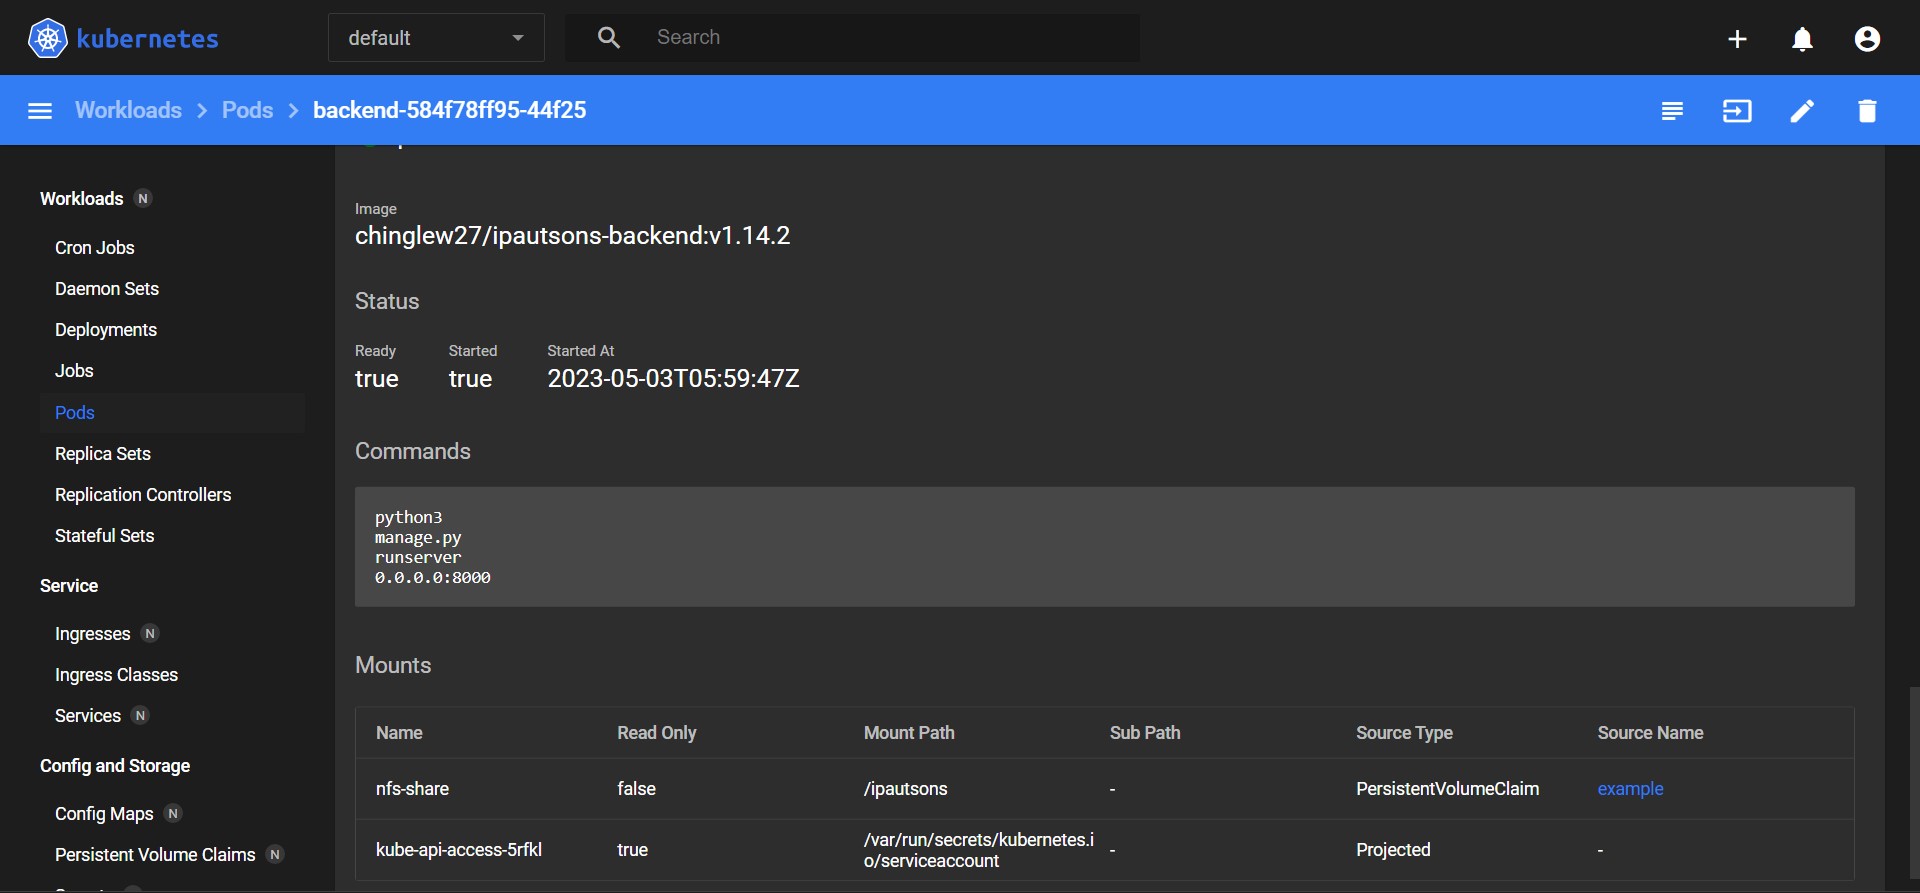 kubernetes
default
Search
Workloads > Pods > backend-584f78ff95-44f25
Workloads N
Cron Jobs
Daemon Sets
Deployments
Jobs
Pods
Replica Sets
Replication Controllers
Stateful Sets
Service
Ingresses N
Ingress Classes
Services N
Config and Storage
Config Maps N
Persistent Volume Claims N
Image
chinglew27/ipautsons-backend:v1.14.2
Status
Ready Started Started At
true true 2023-05-03T05:59:47Z
Commands
python3
manage.py
runserver
0.0.0.0:8000
Mounts
Name Read Only Mount Path Sub Path Source Type Source Name
nfs-share false /ipautsons - PersistentVolumeClaim example
kube-api-access-5rfkl true /var/run/secrets/kubernetes.i
o/serviceaccount - Projected -